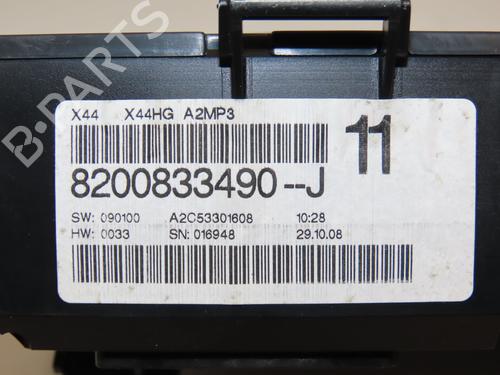 X44 X44HG A2MP3
11
8200833490--J
SW: 090100 A2C53301608 10:28
HW: 0033 SN: 016948 29.10.08
B-PARTS